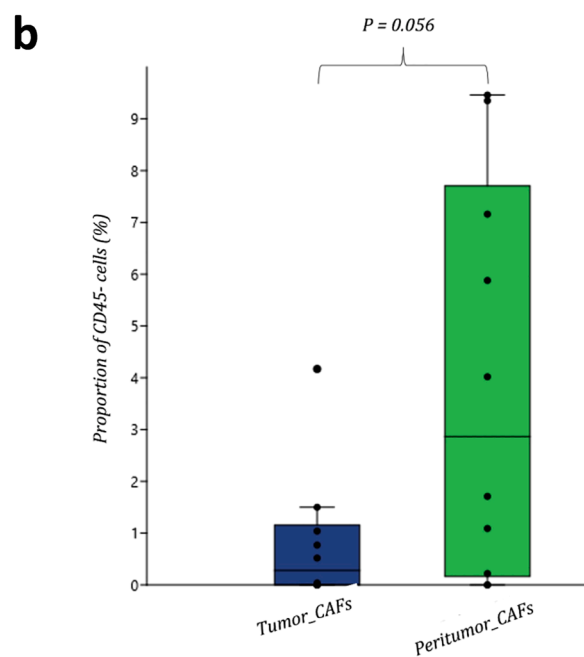 b
P = 0.056
Proportion of CD45- cells (%)
9
8
7
6
5
4
3
2
1
0
Tumor_CAFs
Peritumor_CAFs